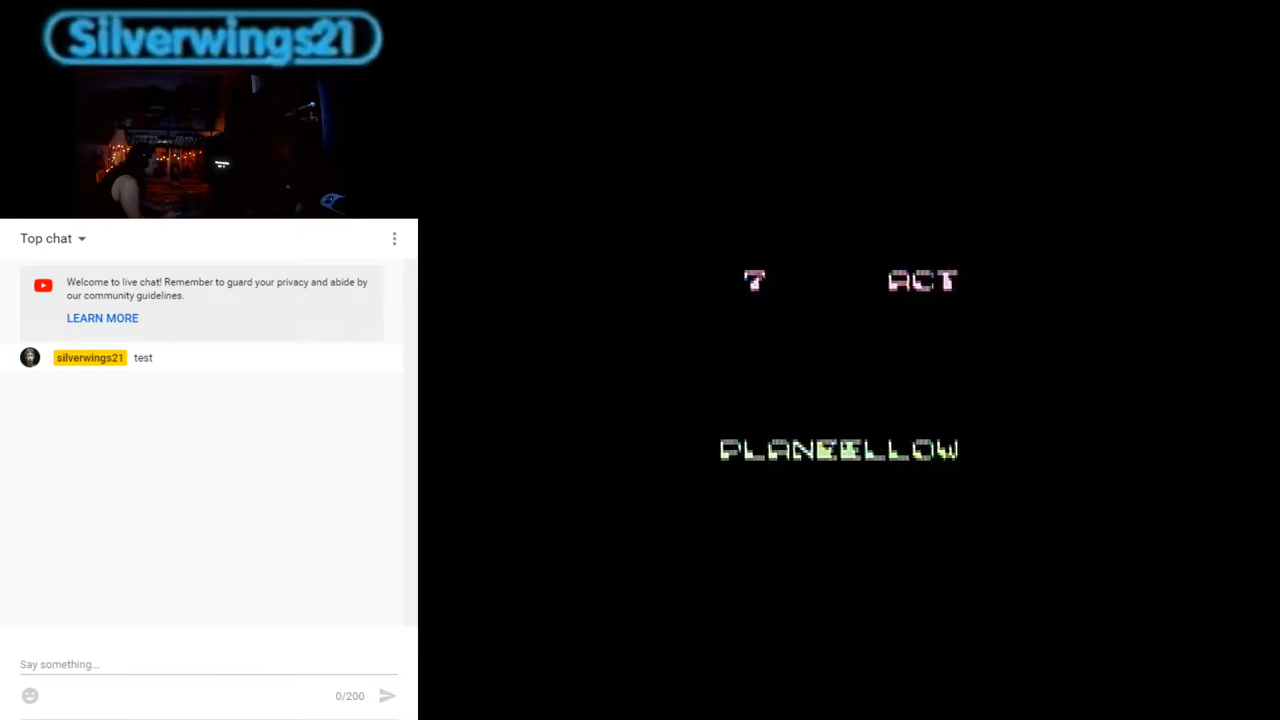 Silverwings21
Top chat
Welcome to live chat! Remember to guard your privacy and abide by
our community guidelines.
LEARN MORE
silverwings21 test
Say something...
0/200
7 ACT
PLANEELLOW